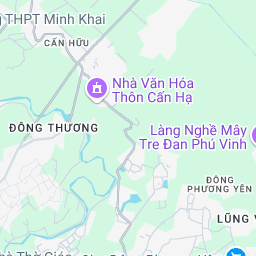 THPT Minh Khai
CẤN HỮU
Nhà Văn Hóa
Thôn Cấn Hạ
ĐÔNG THƯƠNG
Làng Nghề Mây
Tre Đan Phú Vinh
ĐÔNG
PHƯƠNG YÊN
LŨNG